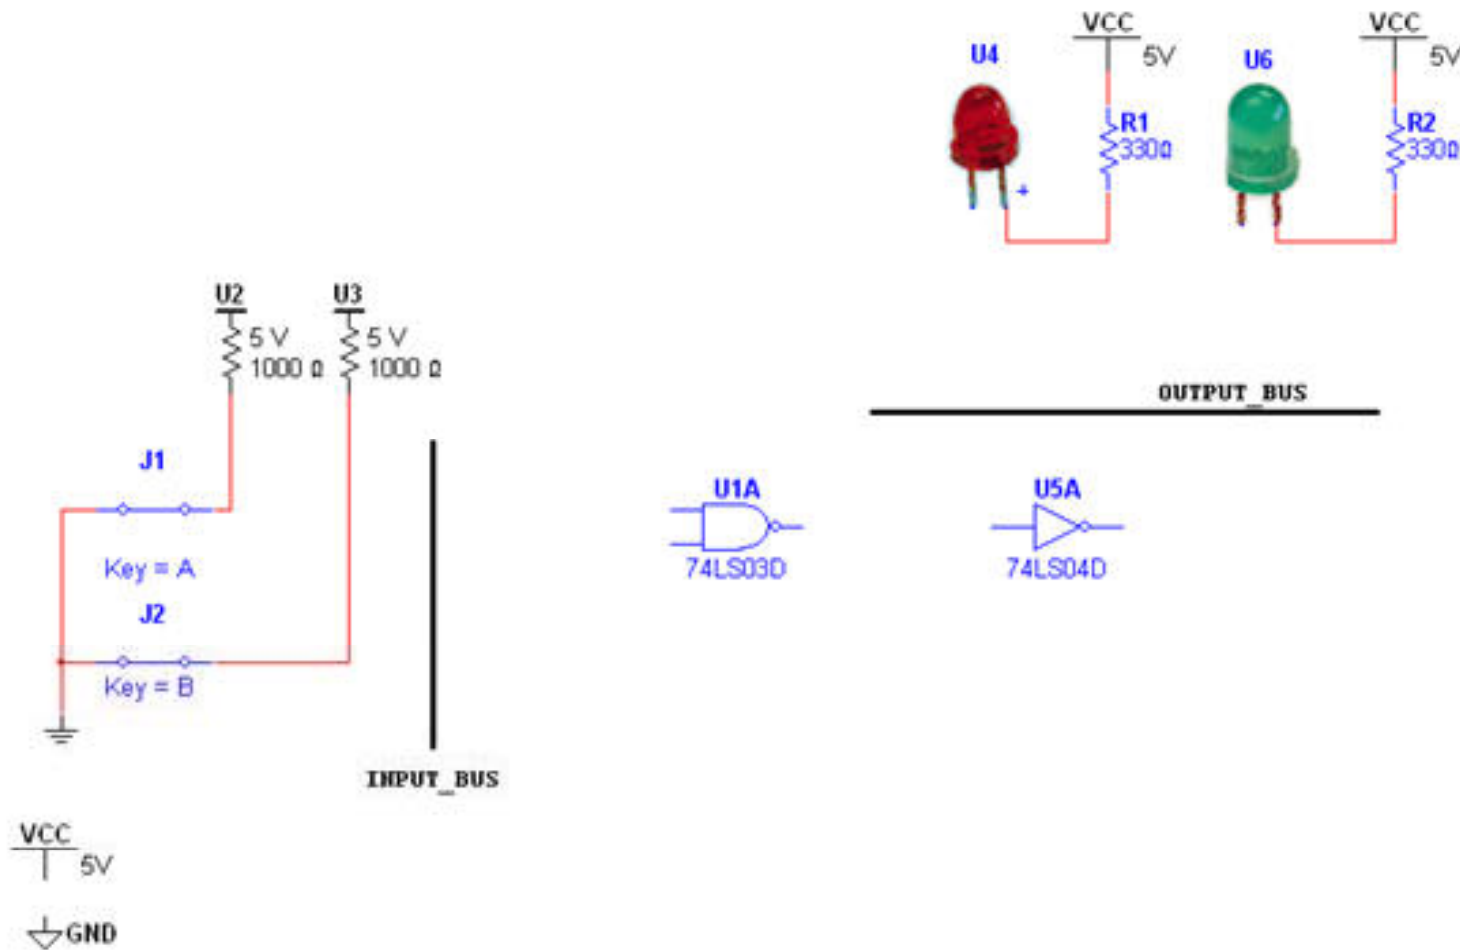 VCC
5V
U4
R1
330Ω
+
VCC
5V
U6
R2
330Ω
U2
5 V
1000 Ω
U3
5 V
1000 Ω
OUTPUT_BUS
J1
Key = A
J2
Key = B
U1A
74LS03D
U5A
74LS04D
INPUT_BUS
VCC
5V
GND